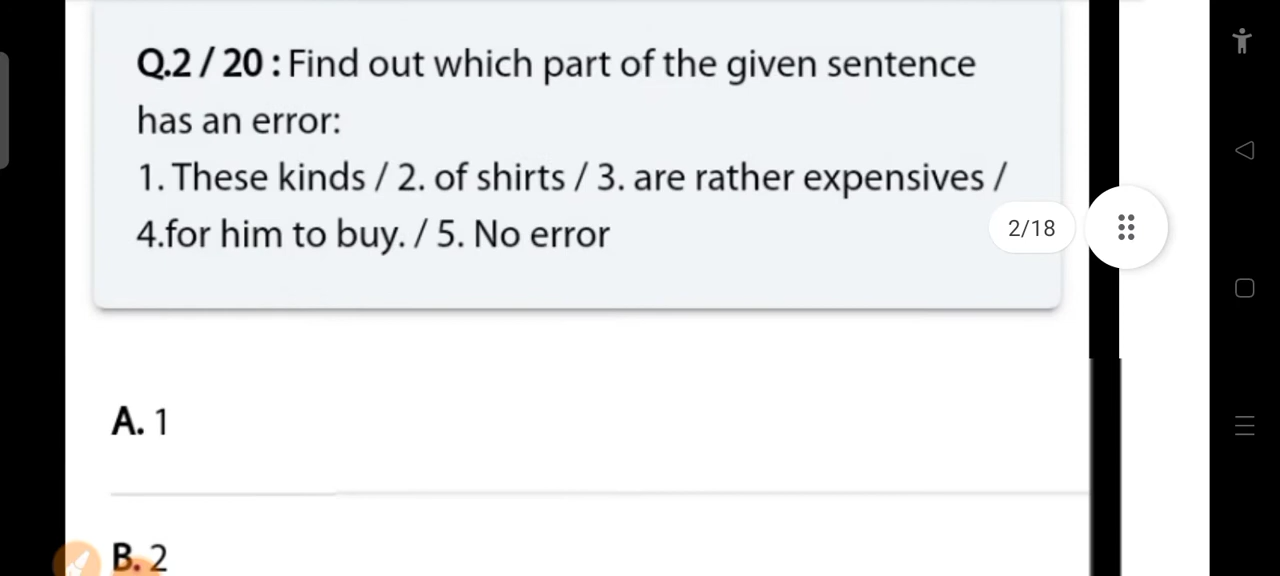 Q.2 / 20 : Find out which part of the given sentence
has an error:
1. These kinds / 2. of shirts / 3. are rather expensives /
4.for him to buy. / 5. No error
2/18
A. 1
B. 2